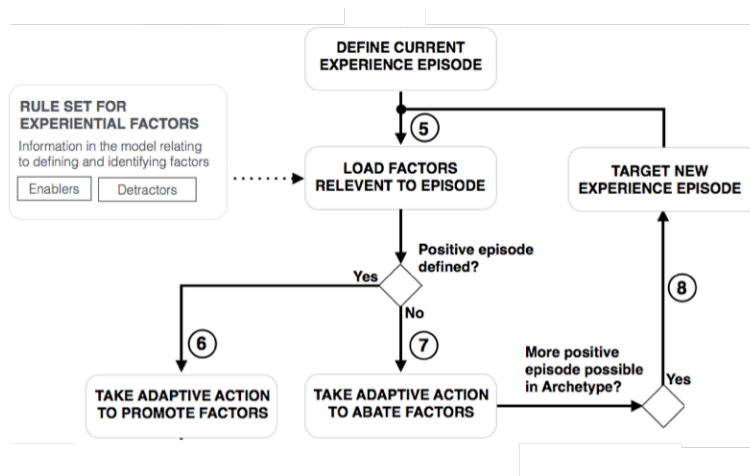 DEFINE CURRENT
EXPERIENCE EPISODE
RULE SET FOR
EXPERIENTIAL FACTORS
Information in the model relating
to defining and identifying factors
Enablers
Detractors
5
LOAD FACTORS
RELEVENT TO EPISODE
TARGET NEW
EXPERIENCE EPISODE
Positive episode
defined?
Yes
No
6
7
8
TAKE ADAPTIVE ACTION
TO PROMOTE FACTORS
TAKE ADAPTIVE ACTION
TO ABATE FACTORS
More positive
episode possible
in Archetype?
Yes